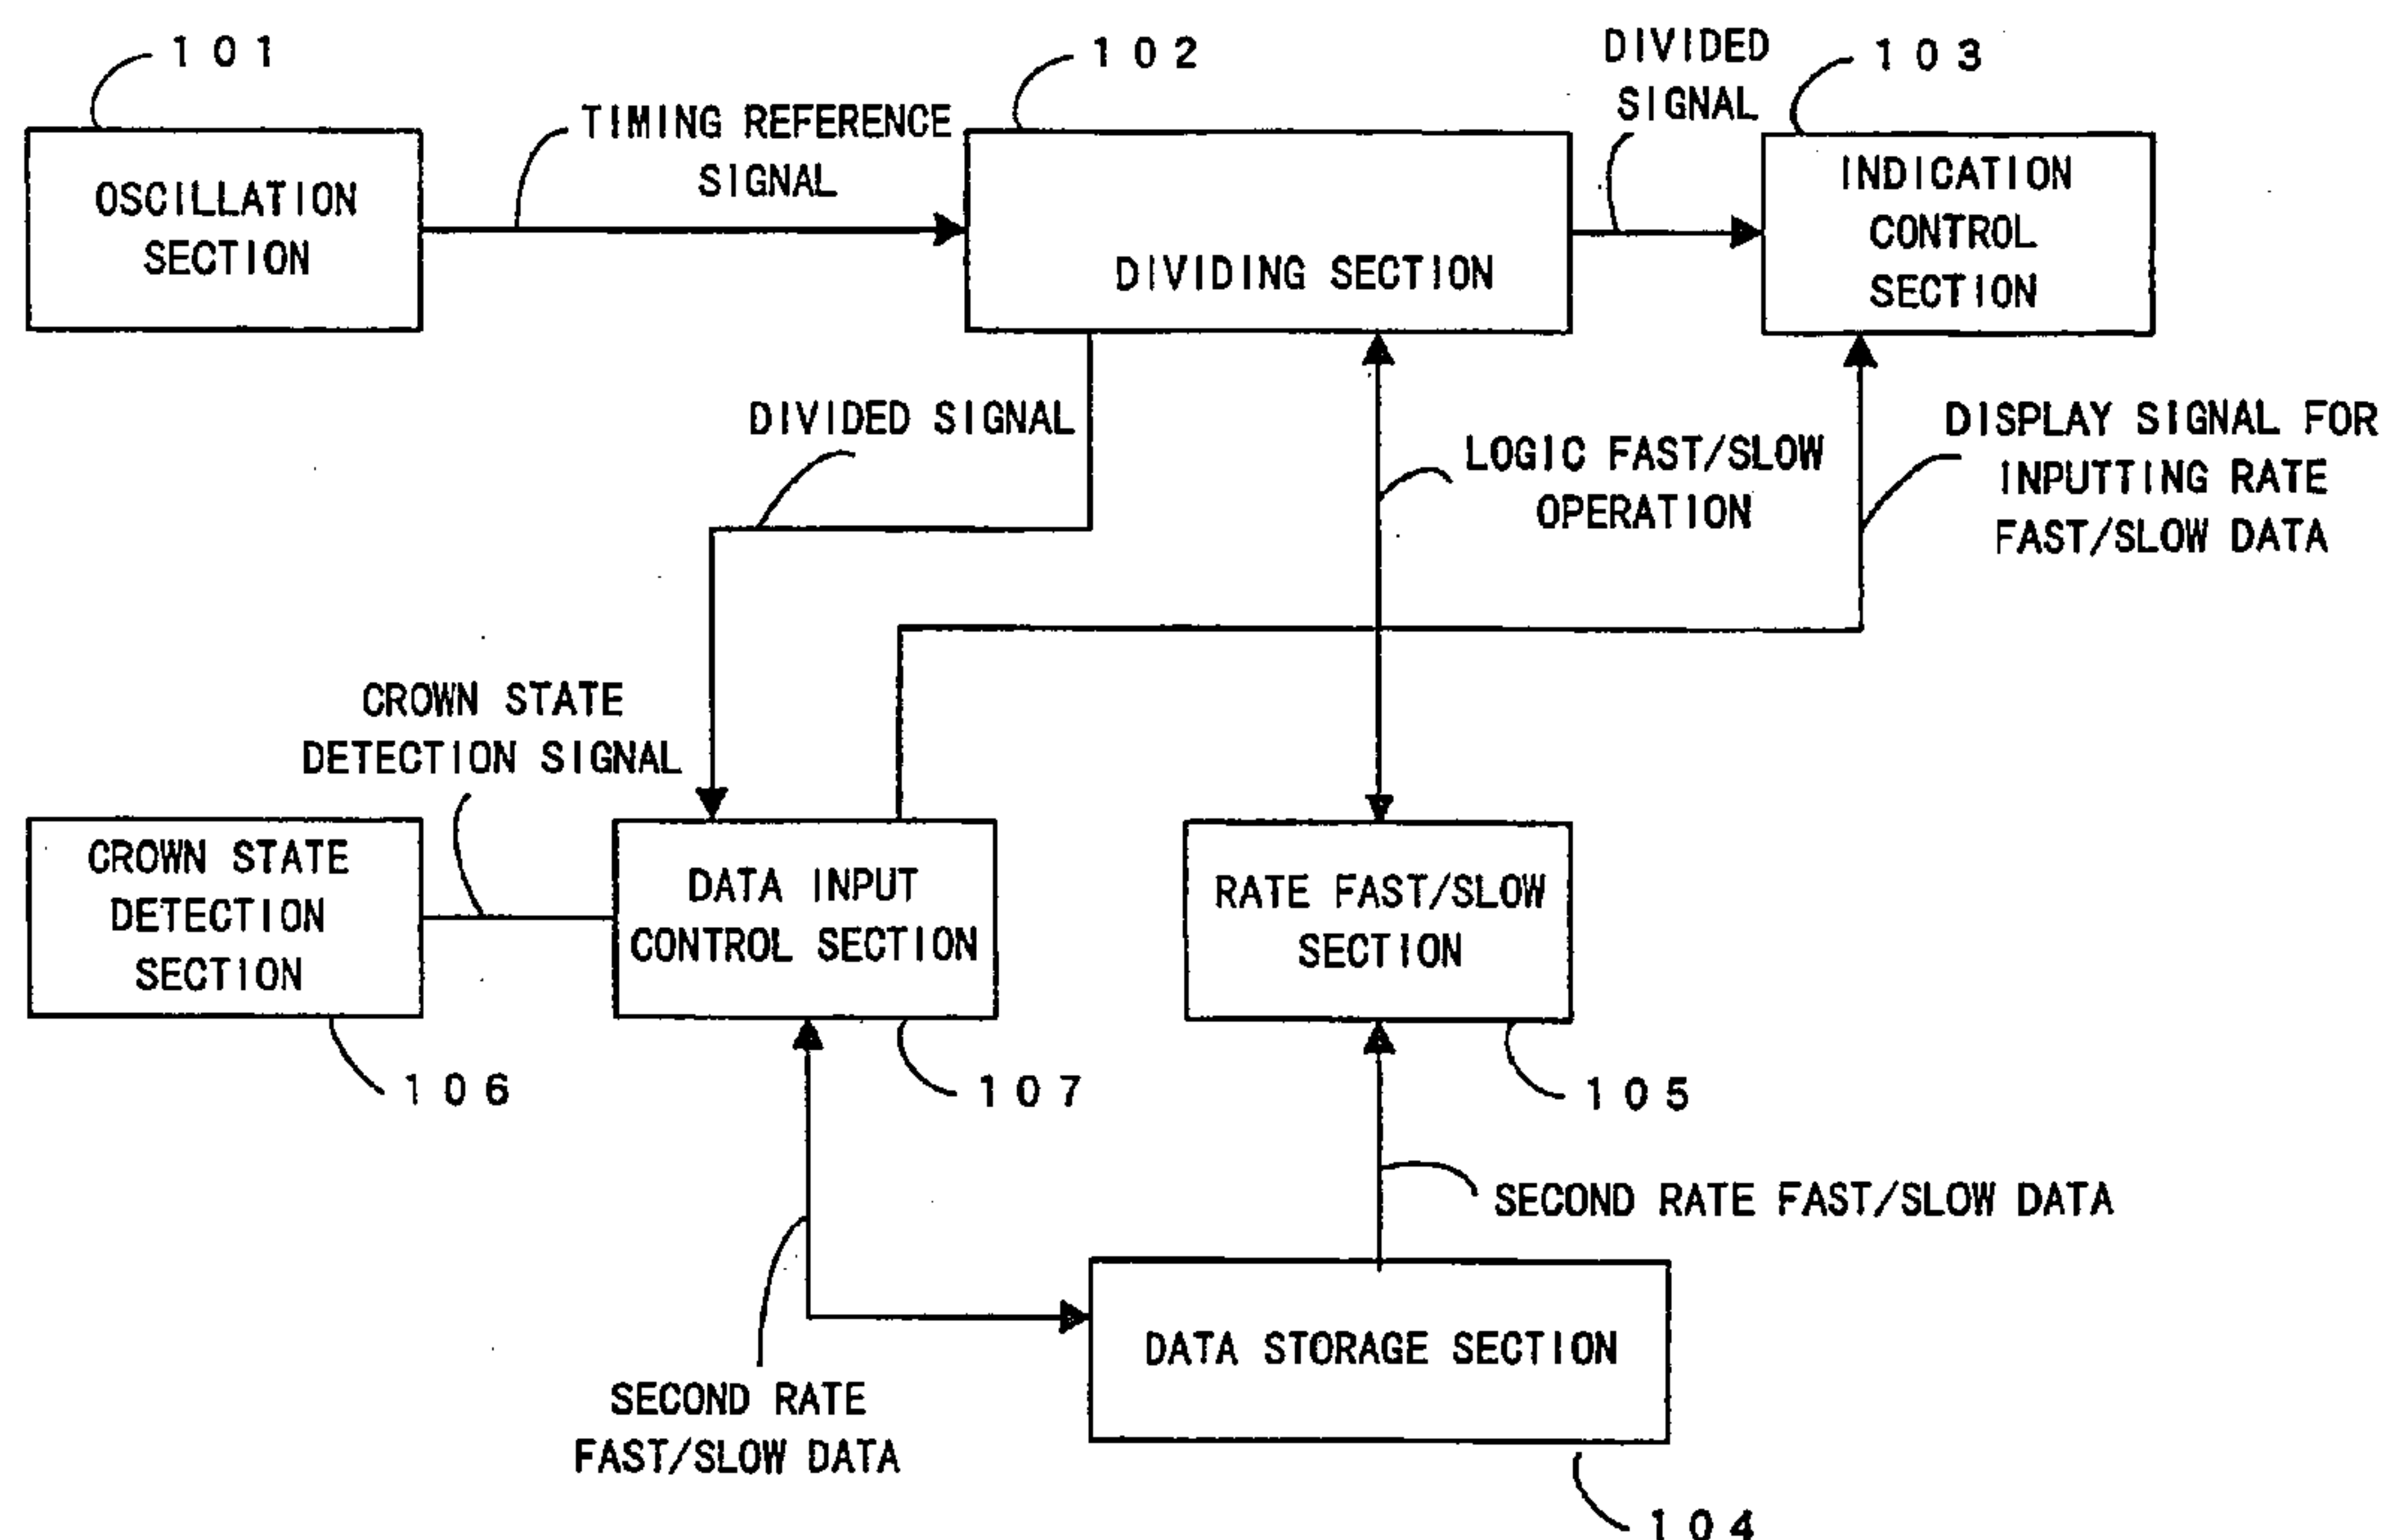 101
OSCILLATION
SECTION
TIMING REFERENCE
SIGNAL
102
DIVIDING SECTION
DIVIDED
SIGNAL
103
INDICATION
CONTROL
SECTION
DIVIDED SIGNAL
LOGIC FAST/SLOW
OPERATION
DISPLAY SIGNAL FOR
INPUTTING RATE
FAST/SLOW DATA
CROWN STATE
DETECTION SIGNAL
CROWN STATE
DETECTION
SECTION
106
DATA INPUT
CONTROL SECTION
107
RATE FAST/SLOW
SECTION
105
SECOND RATE FAST/SLOW DATA
SECOND RATE
FAST/SLOW DATA
DATA STORAGE SECTION
104